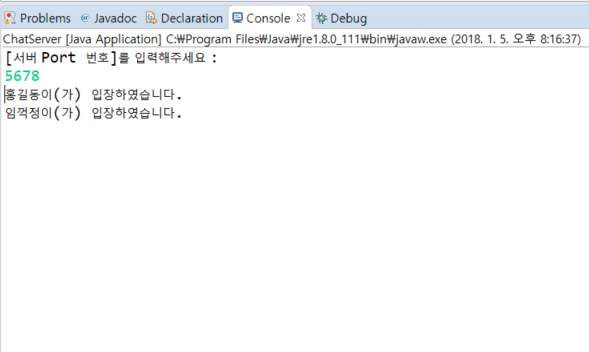 Problems @ Javadoc Declaration Console Debug
ChatServer [Java Application] C:₩Program Files₩Java₩jre1.8.0_111₩bin₩javaw.exe (2018. 1. 5. 오후 8:16:37)
[서버 Port 번호]를 입력해주세요 :
5678
홍길동이(가) 입장하였습니다.
임꺽정이(가) 입장하였습니다.